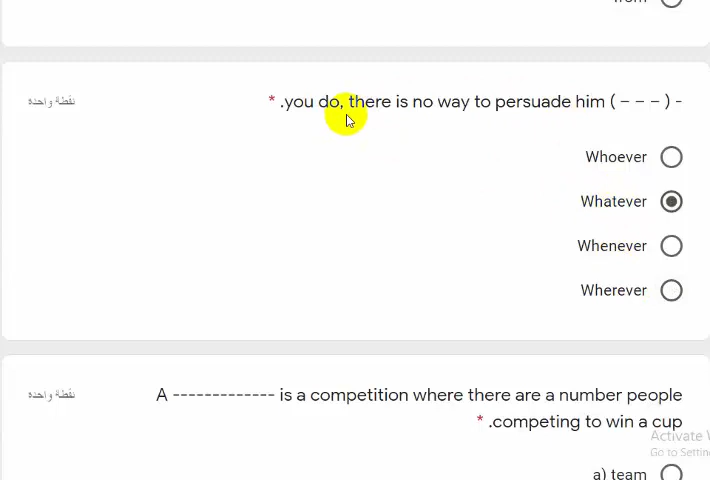 from
نقطة واحدة
* .you do, there is no way to persuade him ( – – – ) -
Whoever
Whatever
Whenever
Wherever
نقطة واحدة
A ------------- is a competition where there are a number people
* .competing to win a cup
Activate
Go to Settin
a) team